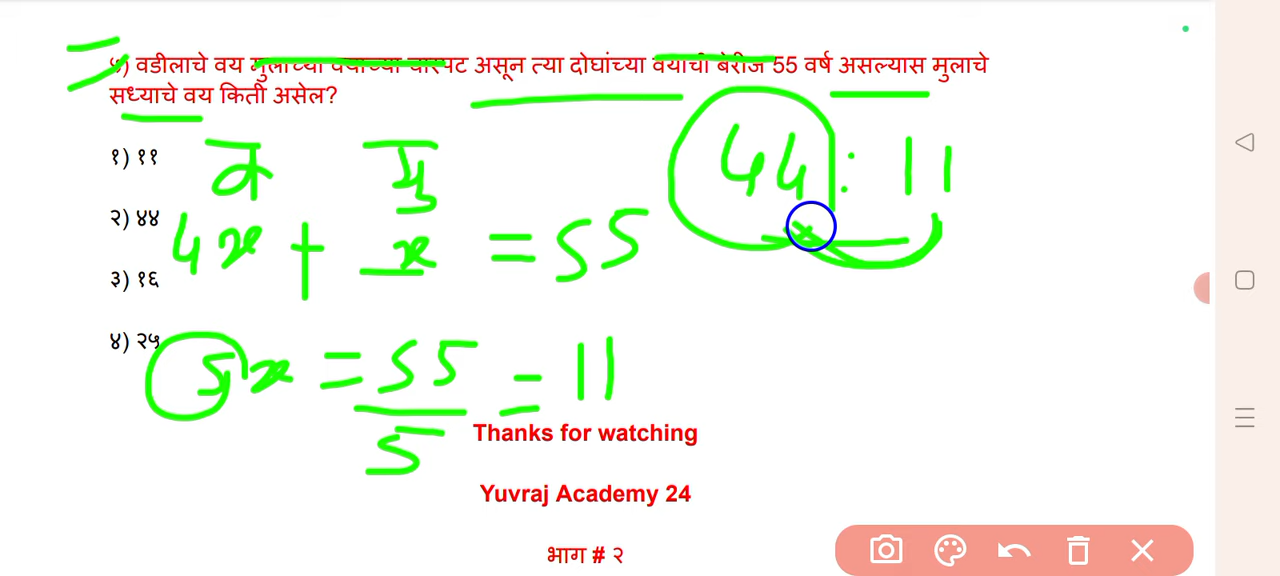 ५) वडीलाचे वय मुलाच्या वयाच्या चारपट असून त्या दोघांच्या वयाची बेरीज 55 वर्ष असल्यास मुलाचे
सध्याचे वय किती असेल?
१) ११
व मु
44 : 11
२) ४४
4x + x = 55
३) १६
४) २५
5x = 55 = 11
5
Thanks for watching
Yuvraj Academy 24
भाग # २